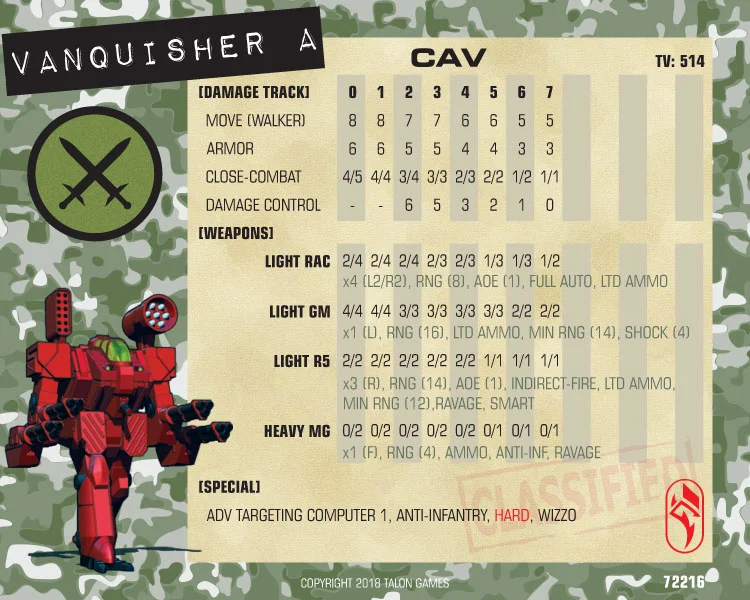 VANQUISHER A
CAV
TV: 514
[DAMAGE TRACK] 0 1 2 3 4 5 6 7
MOVE (WALKER) 8 8 7 7 6 6 5 5
ARMOR 6 6 5 5 4 4 3 3
CLOSE-COMBAT 4/5 4/4 3/4 3/3 2/3 2/2 1/2 1/1
DAMAGE CONTROL - - 6 5 3 2 1 0
[WEAPONS]
LIGHT RAC 2/4 2/4 2/4 2/3 2/3 1/3 1/3 1/2
x4 (L2/R2), RNG (8), AOE (1), FULL AUTO, LTD AMMO
LIGHT GM 4/4 4/4 3/3 3/3 3/3 3/3 2/2 2/2
x1 (L), RNG (16), LTD AMMO, MIN RNG (14), SHOCK (4)
LIGHT R5 2/2 2/2 2/2 2/2 2/2 1/1 1/1 1/1
x3 (R), RNG (14), AOE (1), INDIRECT-FIRE, LTD AMMO,
MIN RNG (12),RAVAGE, SMART
HEAVY MG 0/2 0/2 0/2 0/2 0/2 0/1 0/1 0/1
x1 (F), RNG (4), AMMO, ANTI-INF, RAVAGE
CLASSIFIED
[SPECIAL]
ADV TARGETING COMPUTER 1, ANTI-INFANTRY, HARD, WIZZO
COPYRIGHT 2018 TALON GAMES
72216